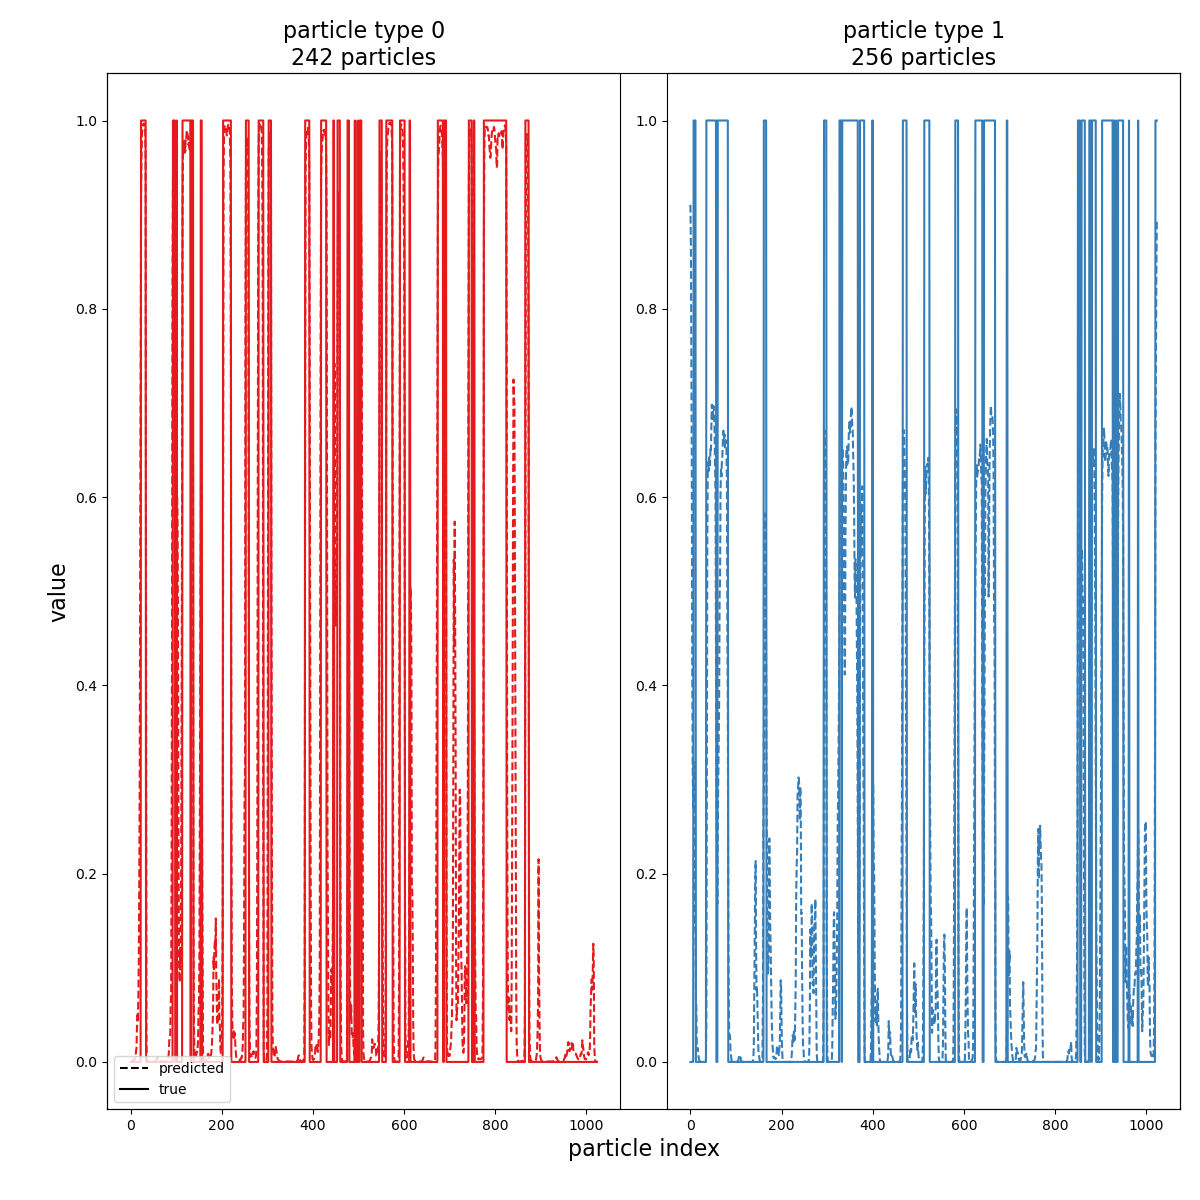 particle type 0
242 particles
particle type 1
256 particles
value
1.0
0.8
0.6
0.4
0.2
0.0
1.0
0.8
0.6
0.4
0.2
0.0
predicted
true
0 200 400 600 800 1000
0 200 400 600 800 1000
particle index